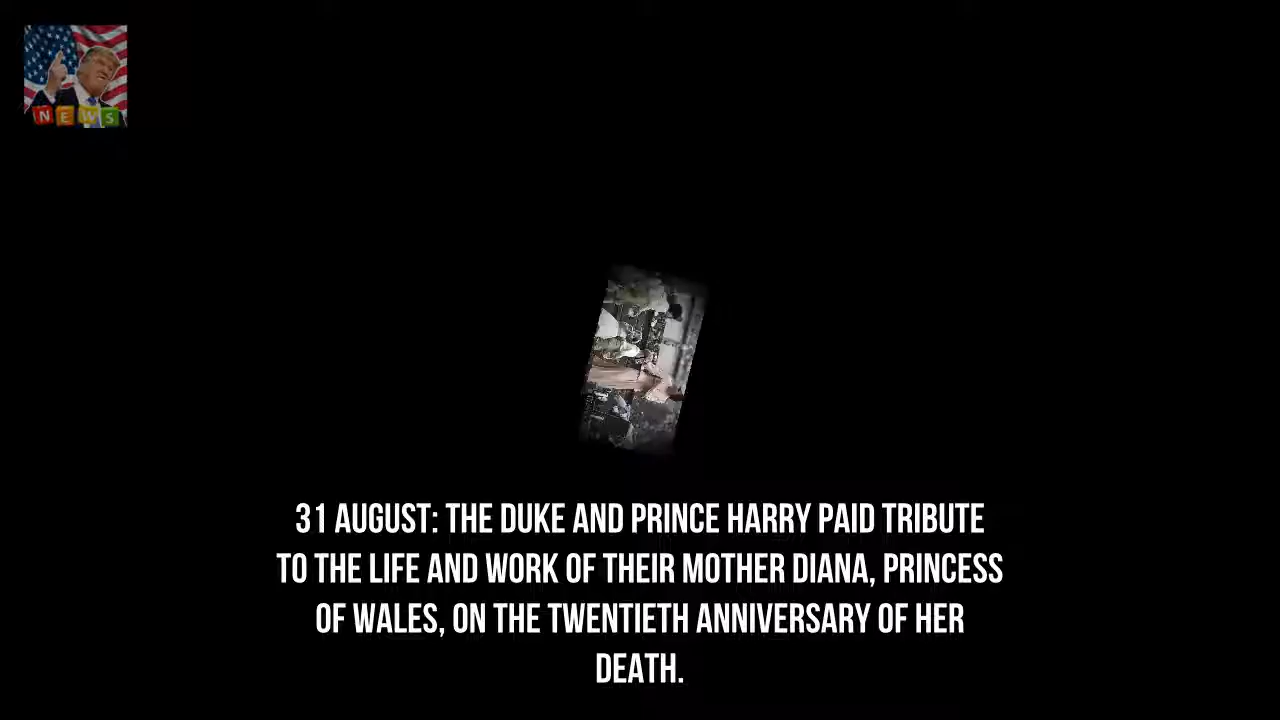 NEWS
31 AUGUST: THE DUKE AND PRINCE HARRY PAID TRIBUTE
TO THE LIFE AND WORK OF THEIR MOTHER DIANA, PRINCESS
OF WALES, ON THE TWENTIETH ANNIVERSARY OF HER
DEATH.